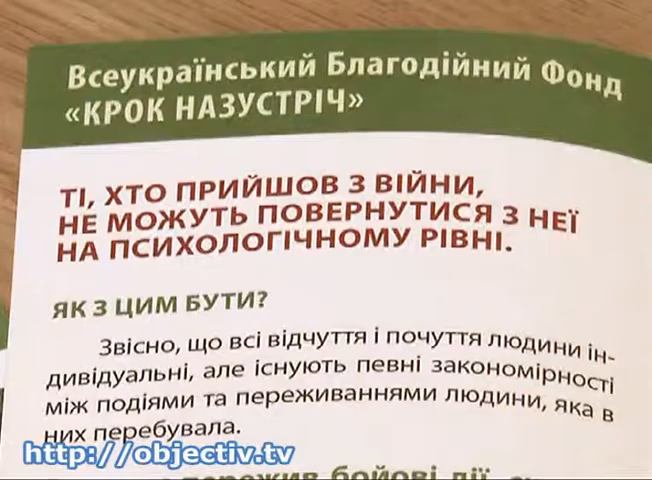 Всеукраїнський Благодійний Фонд
«КРОК НАЗУСТРІЧ»
ТІ, ХТО ПРИЙШОВ З ВІЙНИ,
НЕ МОЖУТЬ ПОВЕРНУТИСЯ З НЕЇ
НА ПСИХОЛОГІЧНОМУ РІВНІ.
ЯК З ЦИМ БУТИ?
Звісно, що всі відчуття і почуття людини ін-
дивідуальні, але існують певні закономірності
між подіями та переживаннями людини, яка в
них перебувала.
http://objectiv.tv
бойові дії,